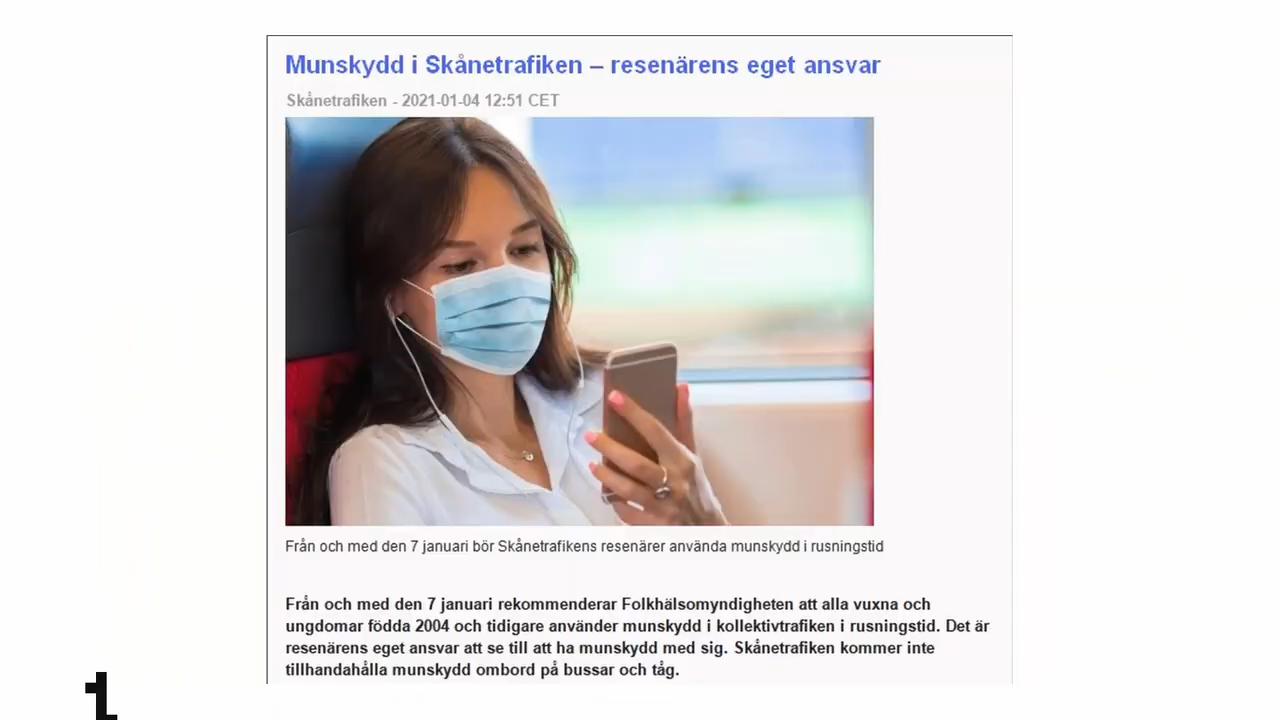 Munskydd i Skånetrafiken – resenärens eget ansvar
Skånetrafiken - 2021-01-04 12:51 CET
Från och med den 7 januari bör Skånetrafikens resenärer använda munskydd i rusningstid
Från och med den 7 januari rekommenderar Folkhälsomyndigheten att alla vuxna och
ungdomar födda 2004 och tidigare använder munskydd i kollektivtrafiken i rusningstid. Det är
resenärens eget ansvar att se till att ha munskydd med sig. Skånetrafiken kommer inte
tillhandahålla munskydd ombord på bussar och tåg.